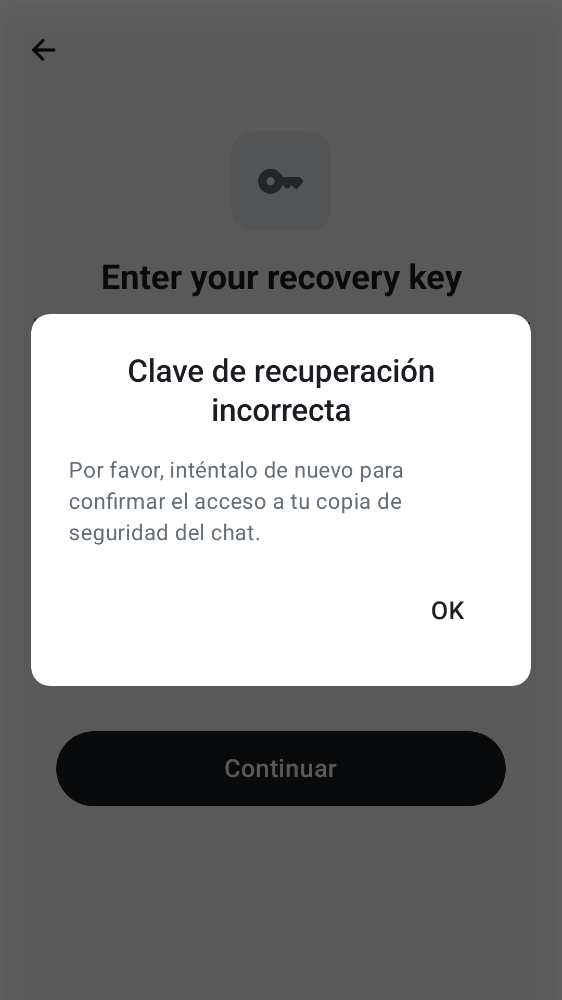 Enter your recovery key
Clave de recuperación
incorrecta
Por favor, inténtalo de nuevo para
confirmar el acceso a tu copia de
seguridad del chat.
OK
Continuar